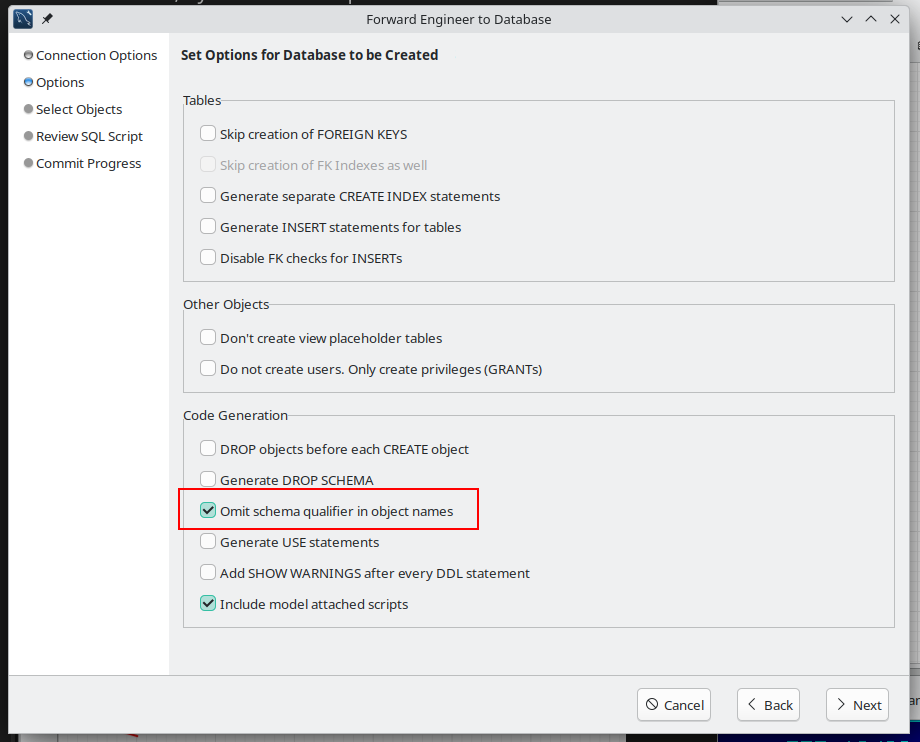 Forward Engineer to Database
Connection Options
Options
Select Objects
Review SQL Script
Commit Progress
Set Options for Database to be Created
Tables
Skip creation of FOREIGN KEYS
Skip creation of FK Indexes as well
Generate separate CREATE INDEX statements
Generate INSERT statements for tables
Disable FK checks for INSERTs
Other Objects
Don't create view placeholder tables
Do not create users. Only create privileges (GRANTs)
Code Generation
DROP objects before each CREATE object
Generate DROP SCHEMA
Omit schema qualifier in object names
Generate USE statements
Add SHOW WARNINGS after every DDL statement
Include model attached scripts
Cancel
Back
Next